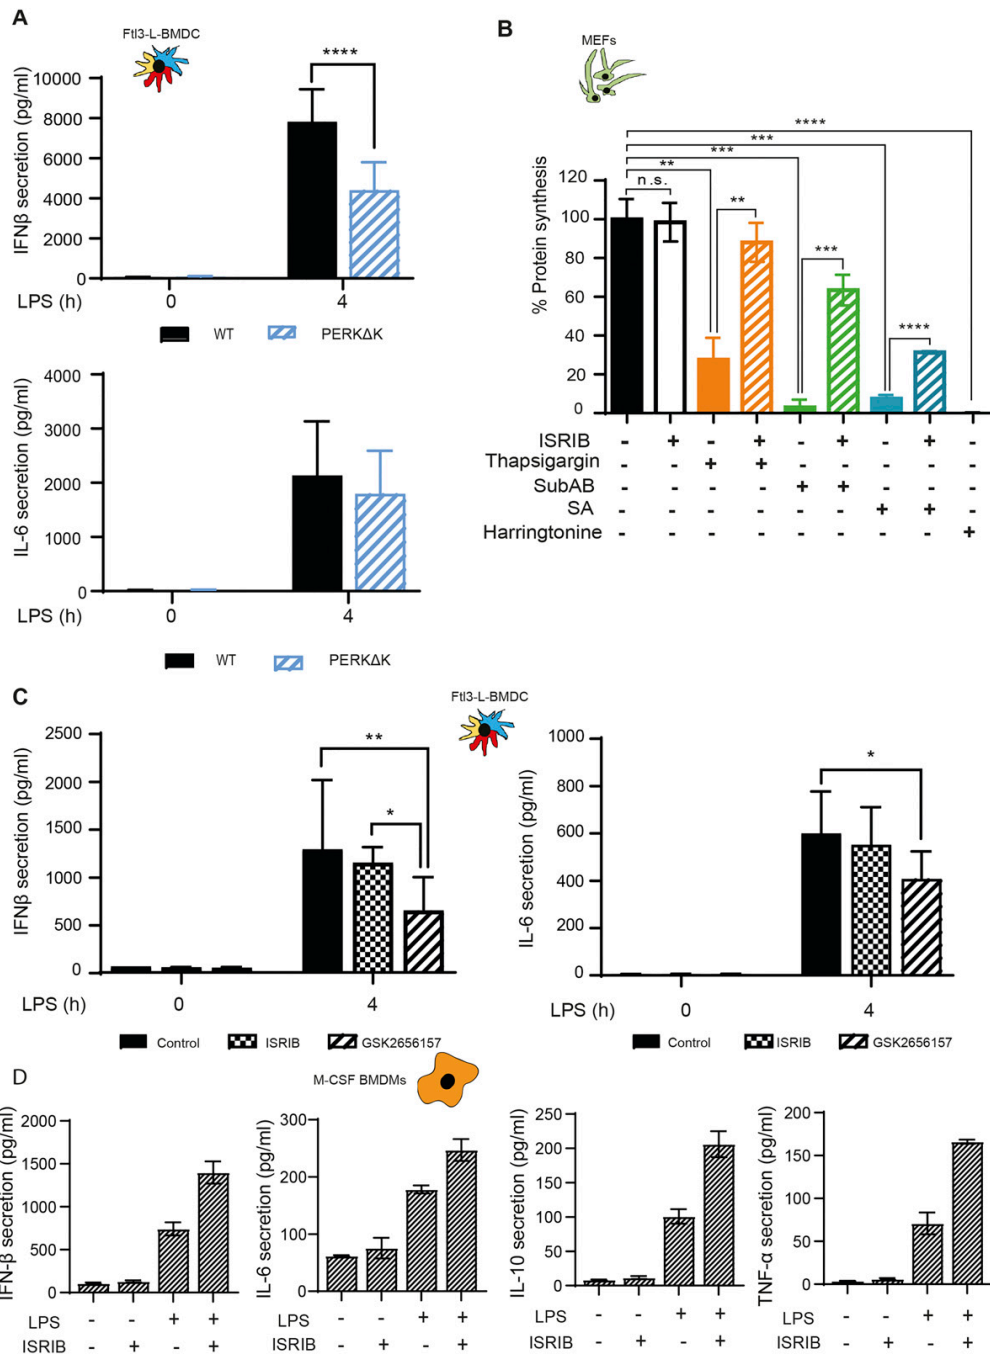 A
Ftl3-L-BMDC
****
IFNβ secretion (pg/ml)
10000
8000
6000
4000
2000
0
LPS (h) 0 4
WT PERKΔK
IL-6 secretion (pg/ml)
4000
3000
2000
1000
0
LPS (h) 0 4
WT PERKΔK
B
MEFs
****
***
***
**
n.s.
**
***
****
% Protein synthesis
120
100
80
60
40
20
0
ISRIB - + - + - + - + -
Thapsigargin - - + + - - - - -
SubAB - - - - + + - - -
SA - - - - - - + + -
Harringtonine - - - - - - - - +
C
Ftl3-L-BMDC
**
*
IFNβ secretion (pg/ml)
2500
2000
1500
1000
500
0
LPS (h) 0 4
Control ISRIB GSK2656157
*
IL-6 secretion (pg/ml)
1000
800
600
400
200
0
LPS (h) 0 4
Control ISRIB GSK2656157
D
M-CSF BMDMs
IFN-β secretion (pg/ml)
2000
1500
1000
500
0
LPS - - + +
ISRIB - + - +
IL-6 secretion (pg/ml)
300
200
100
0
LPS - - + +
ISRIB - + - +
IL-10 secretion (pg/ml)
250
200
150
100
50
0
LPS - - + +
ISRIB - + - +
TNF-α secretion (pg/ml)
200
150
100
50
0
LPS - - + +
ISRIB - + - +